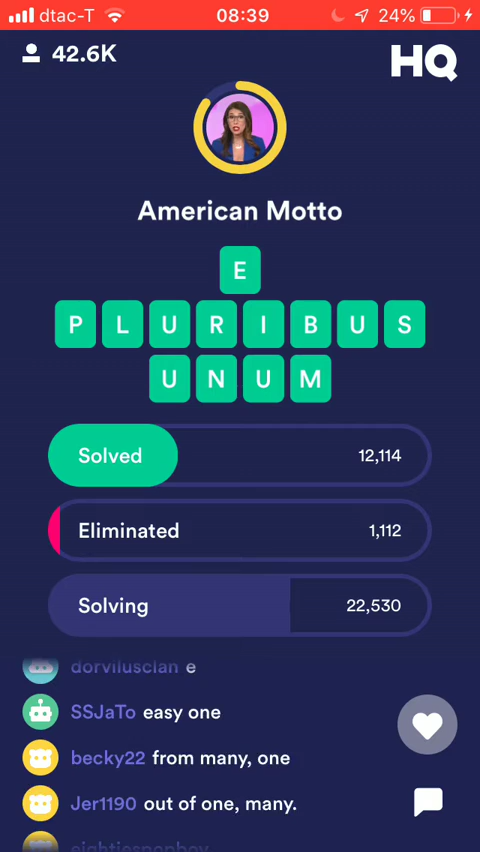 dtac-T 08:39 24%
42.6K HQ
American Motto
E
PLURIBUS
UNUM
Solved 12,114
Eliminated 1,112
Solving 22,530
dorviluscian e
SSJaTo easy one
becky22 from many, one
Jer1190 out of one, many.